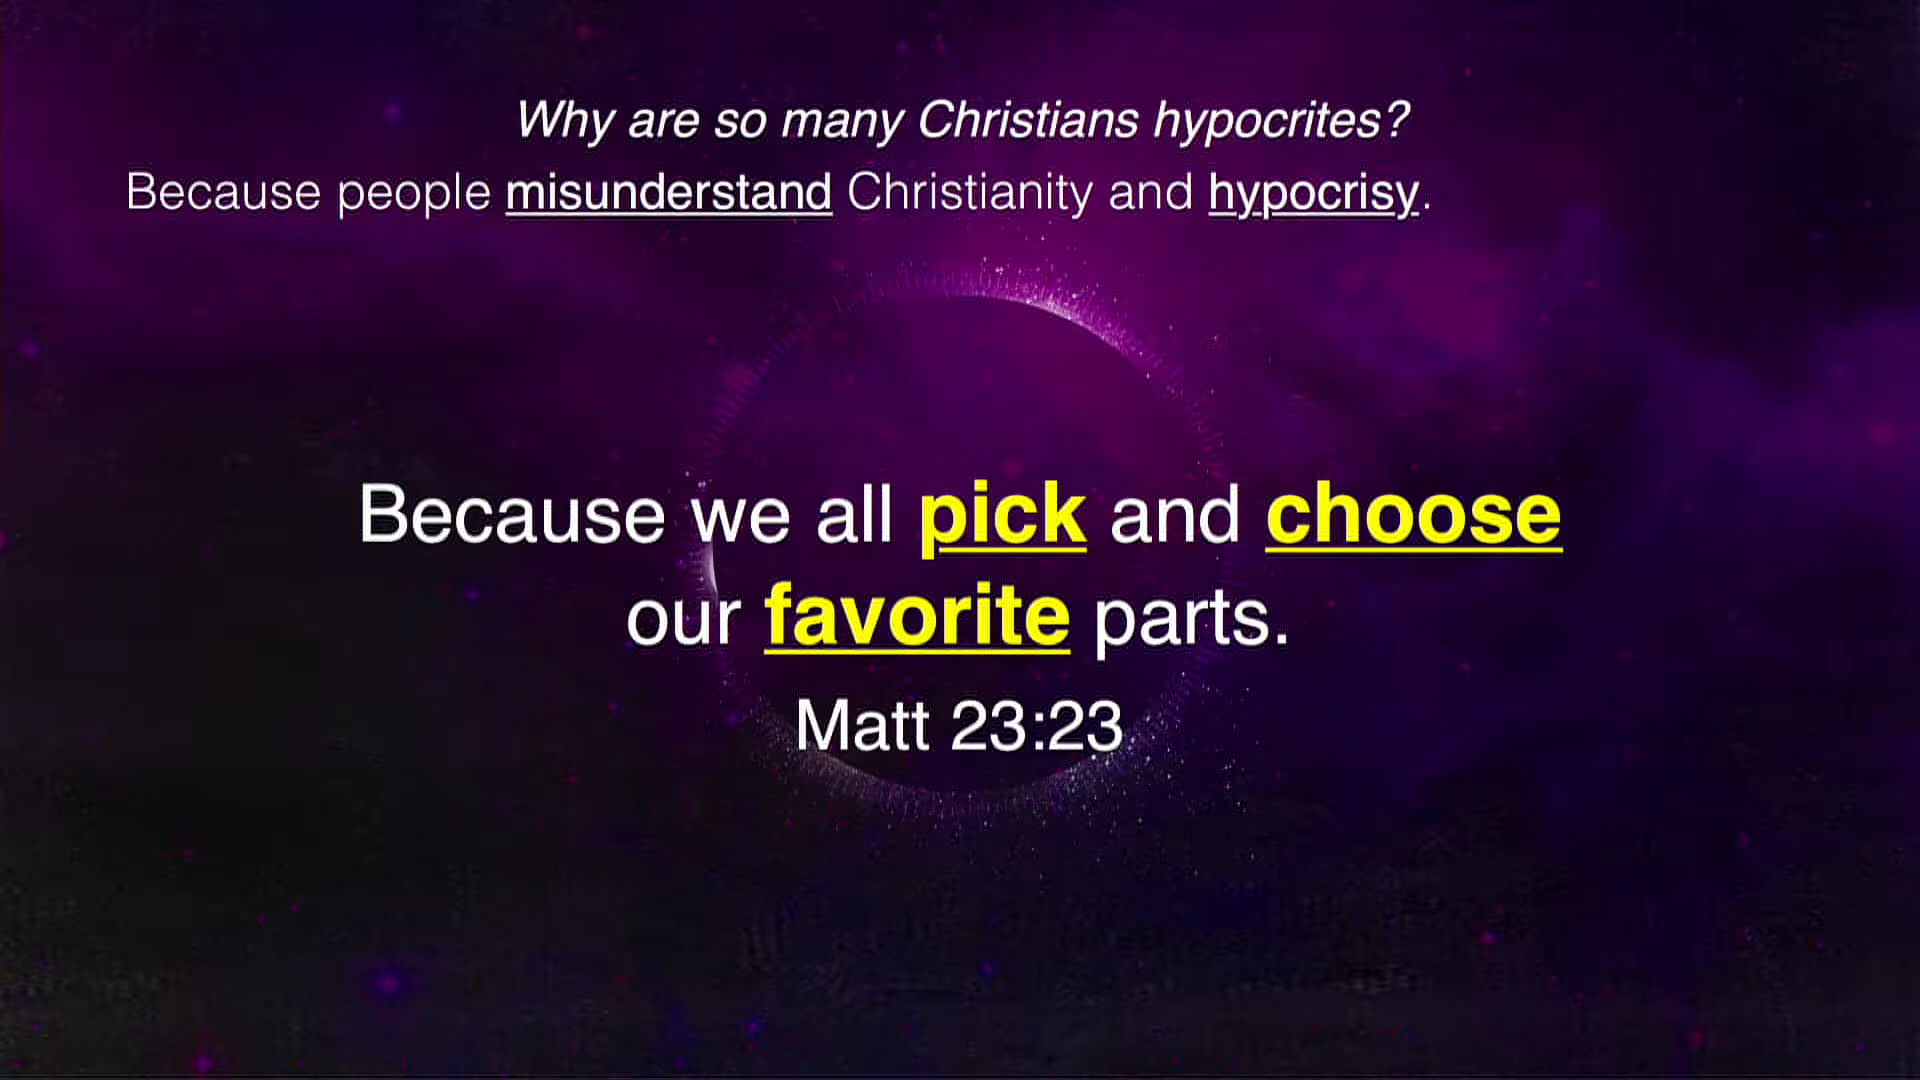 Why are so many Christians hypocrites?
Because people misunderstand Christianity and hypocrisy.
Because we all pick and choose
our favorite parts.
Matt 23:23